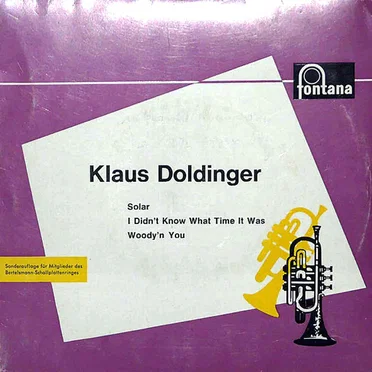 fontana
Klaus Doldinger
Solar
I Didn't Know What Time It Was
Woody'n You
Sonderauflage für Mitglieder des
Bertelsmann-Schallplattenringes